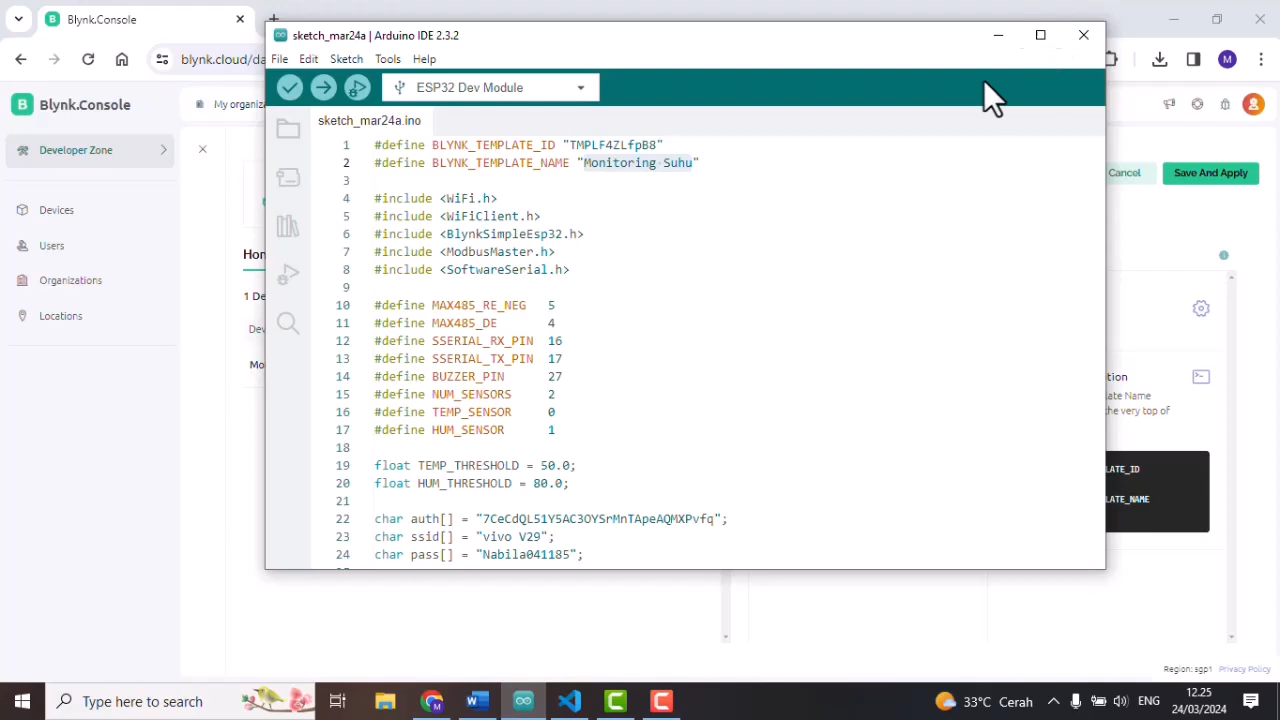 Blynk.Console
blynk.cloud/da
M
Blynk.Console
My organiz
Developer Zone
Devices
Users
Organizations
Locations
Hon
1 De
Dev
Mo
sketch_mar24a | Arduino IDE 2.3.2
File Edit Sketch Tools Help
ESP32 Dev Module
sketch_mar24a.ino
1 #define BLYNK_TEMPLATE_ID "TMPLF4ZLfpB8"
2 #define BLYNK_TEMPLATE_NAME "Monitoring Suhu"
3
4 #include <WiFi.h>
5 #include <WiFiClient.h>
6 #include <BlynkSimpleEsp32.h>
7 #include <ModbusMaster.h>
8 #include <SoftwareSerial.h>
9
10 #define MAX485_RE_NEG 5
11 #define MAX485_DE 4
12 #define SSERIAL_RX_PIN 16
13 #define SSERIAL_TX_PIN 17
14 #define BUZZER_PIN 27
15 #define NUM_SENSORS 2
16 #define TEMP_SENSOR 0
17 #define HUM_SENSOR 1
18
19 float TEMP_THRESHOLD = 50.0;
20 float HUM_THRESHOLD = 80.0;
21
22 char auth[] = "7CeCdQL51Y5AC3OYSrMnTApeAQMXPvfq";
23 char ssid[] = "vivo V29";
24 char pass[] = "Nabila041185";
Cancel
Save And Apply
tion
ate Name
the very top of
LATE_ID
LATE_NAME
Region: sgp1 Privacy Policy
Type here to search
33°C Cerah
ENG
12.25
24/03/2024